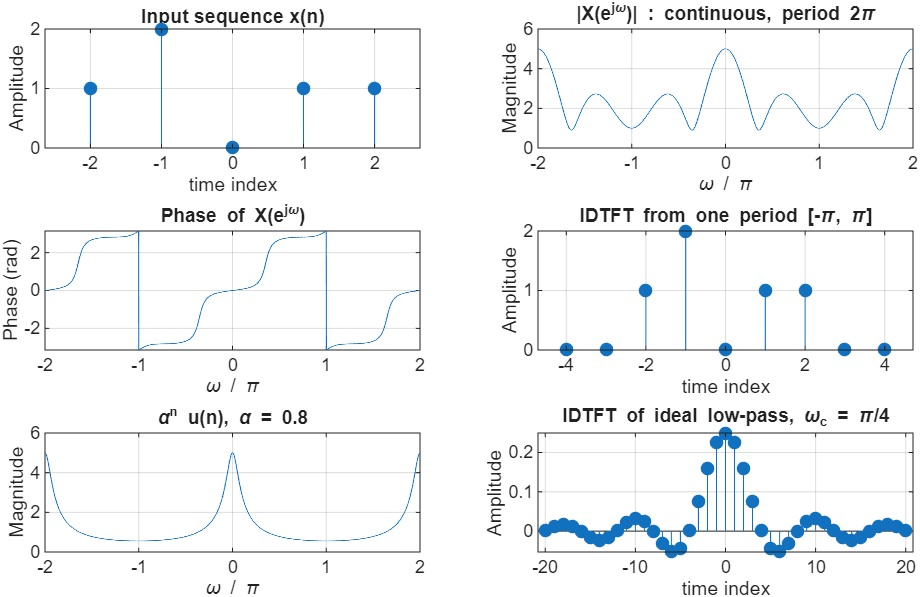 Input sequence x(n)
Amplitude
2
1
0
-2 -1 0 1 2
time index
|X(e^jω)| : continuous, period 2π
Magnitude
6
4
2
0
-2 -1 0 1 2
ω / π
Phase of X(e^jω)
Phase (rad)
2
0
-2
-2 -1 0 1 2
ω / π
IDTFT from one period [-π, π]
Amplitude
2
1
0
-4 -2 0 2 4
time index
α^n u(n), α = 0.8
Magnitude
6
4
2
0
-2 -1 0 1 2
ω / π
IDTFT of ideal low-pass, ω_c = π/4
Amplitude
0.2
0.1
0
-20 -10 0 10 20
time index